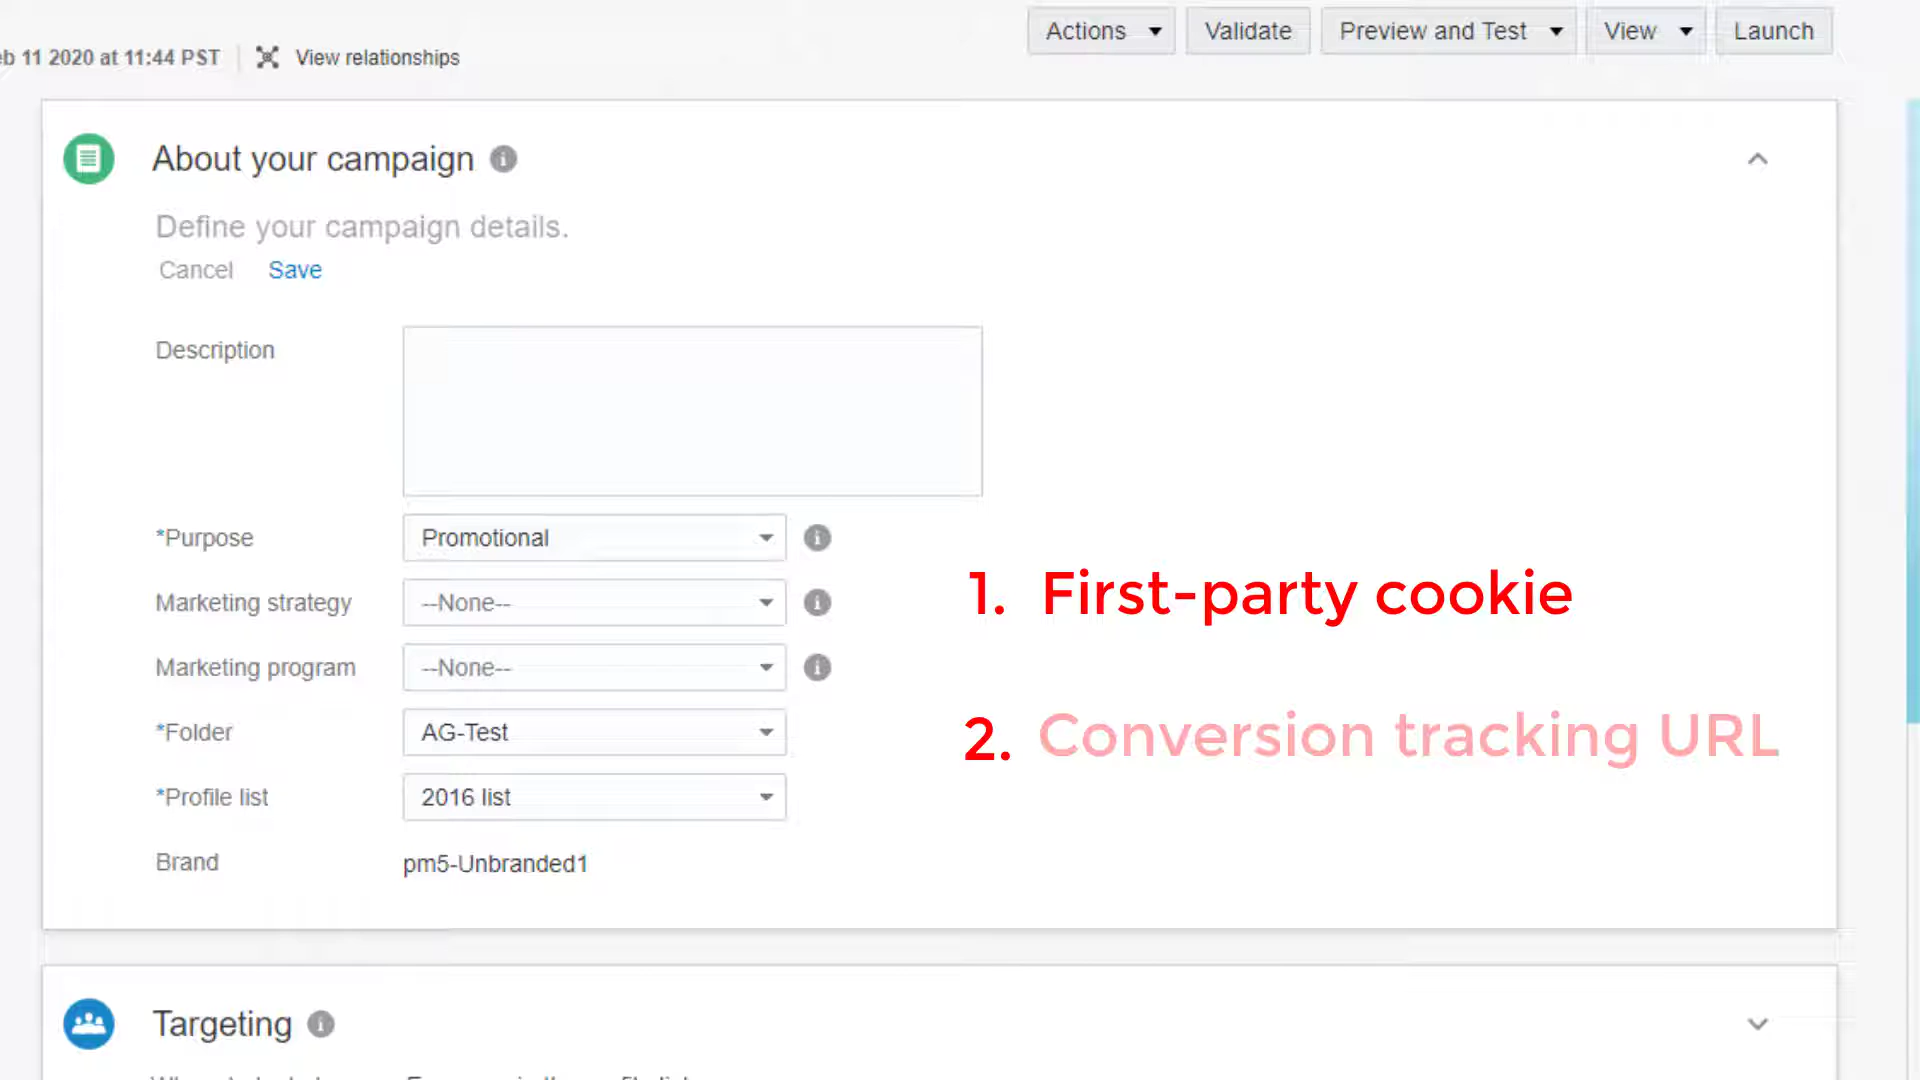 Actions
Validate
Preview and Test
View
Launch
eb 11 2020 at 11:44 PST
View relationships
About your campaign
Define your campaign details.
Cancel
Save
Description
*Purpose
Promotional
Marketing strategy
--None--
1. First-party cookie
Marketing program
--None--
*Folder
AG-Test
2. Conversion tracking URL
*Profile list
2016 list
Brand
pm5-Unbranded1
Targeting